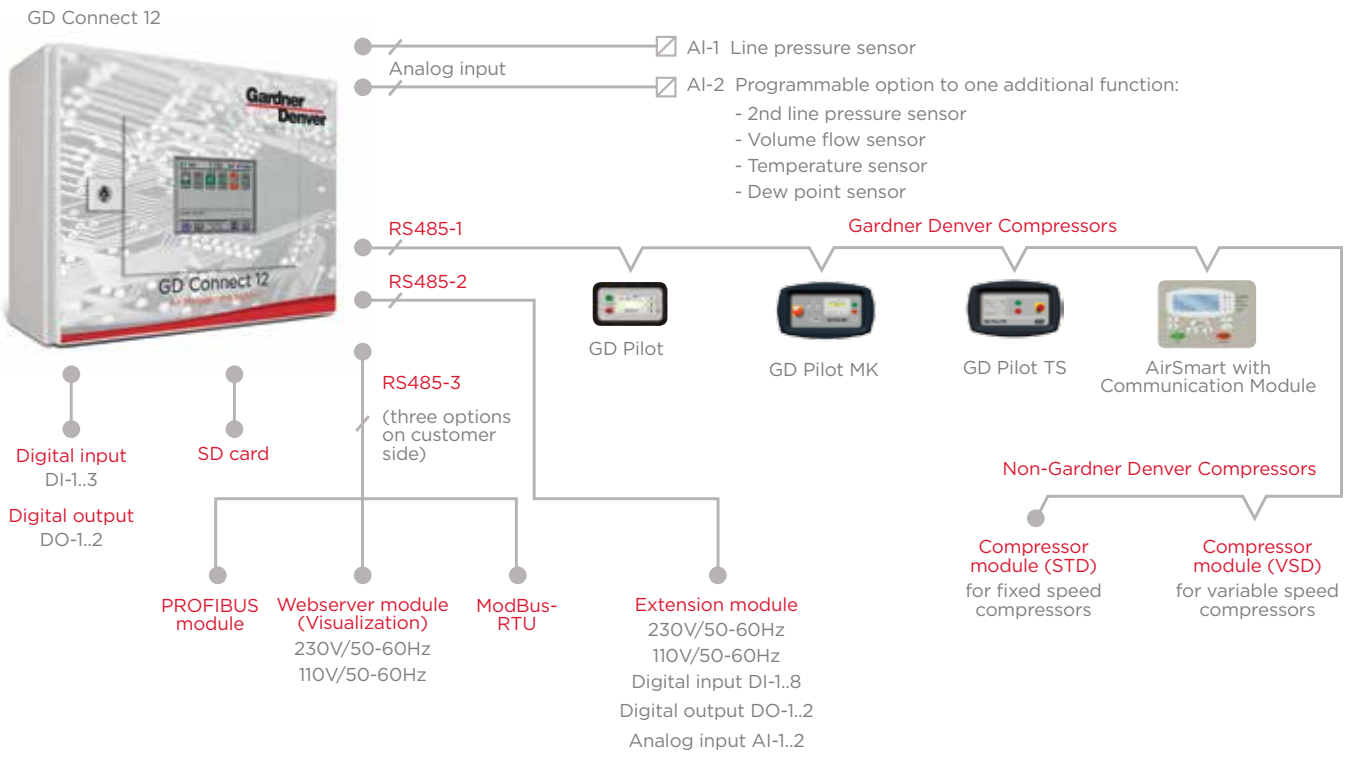 GD Connect 12
Gardner
Denver
GD Connect 12
AI-1 Line pressure sensor
Analog input
AI-2 Programmable option to one additional function:
- 2nd line pressure sensor
- Volume flow sensor
- Temperature sensor
- Dew point sensor
RS485-1
Gardner Denver Compressors
RS485-2
GD Pilot
GD Pilot MK
GD Pilot TS
AirSmart with
Communication Module
RS485-3
(three options
on customer
side)
Digital input
DI-1..3
Digital output
DO-1..2
SD card
Non-Gardner Denver Compressors
Compressor
module (STD)
for fixed speed
compressors
Compressor
module (VSD)
for variable speed
compressors
PROFIBUS
module
Webserver module
(Visualization)
230V/50-60Hz
110V/50-60Hz
ModBus-
RTU
Extension module
230V/50-60Hz
110V/50-60Hz
Digital input DI-1..8
Digital output DO-1..2
Analog input AI-1..2